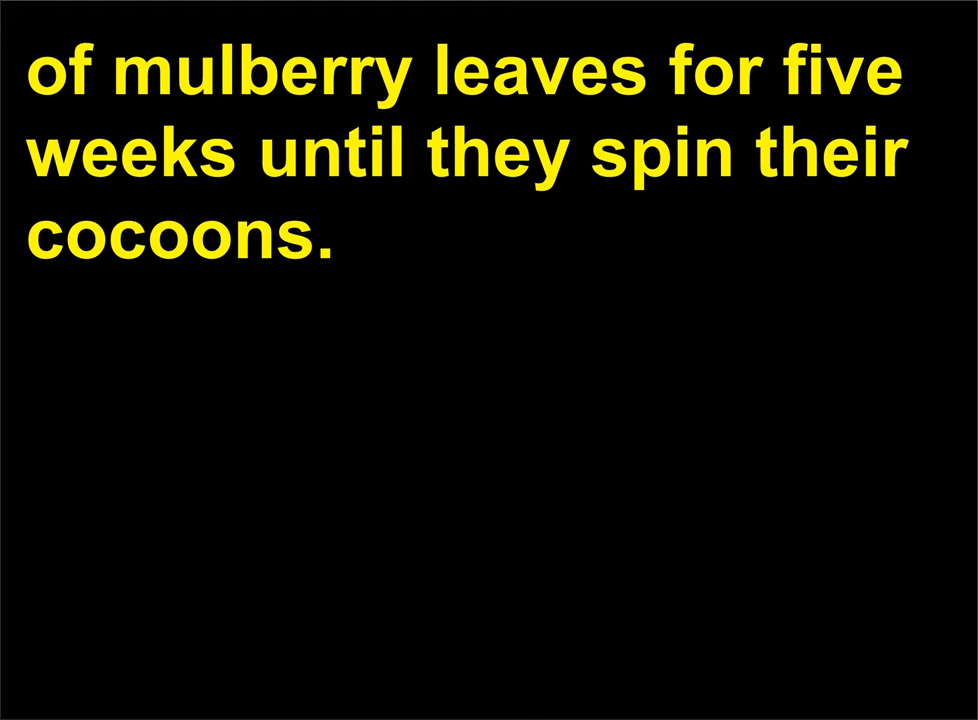 of mulberry leaves for five
weeks until they spin their
cocoons.